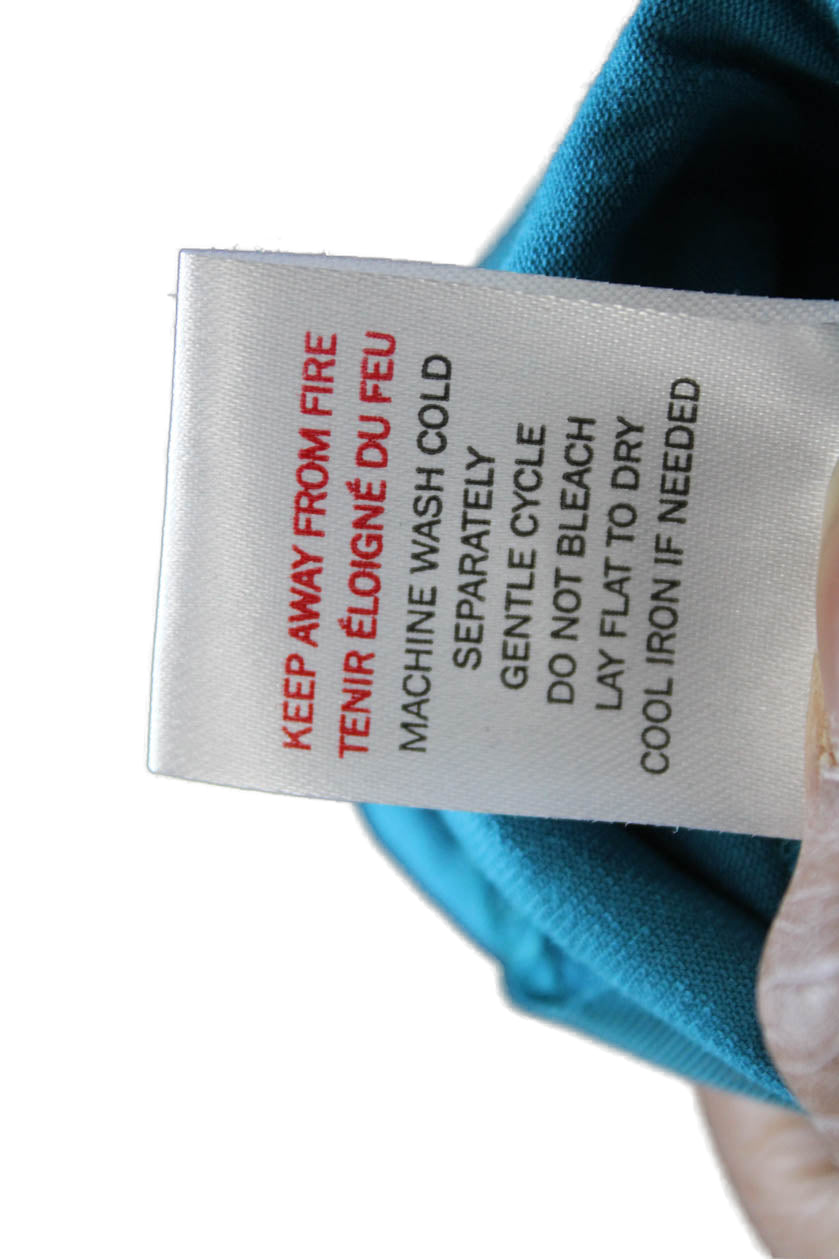 KEEP AWAY FROM FIRE
TENIR ÉLOIGNÉ DU FEU
MACHINE WASH COLD
SEPARATELY
GENTLE CYCLE
DO NOT BLEACH
LAY FLAT TO DRY
COOL IRON IF NEEDED